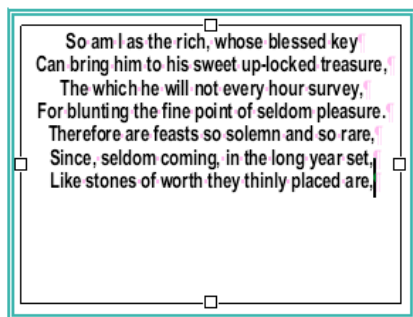 So am I as the rich, whose blessed key
Can bring him to his sweet up-locked treasure,
The which he will not every hour survey,
For blunting the fine point of seldom pleasure.
Therefore are feasts so solemn and so rare,
Since, seldom coming, in the long year set,
Like stones of worth they thinly placed are,